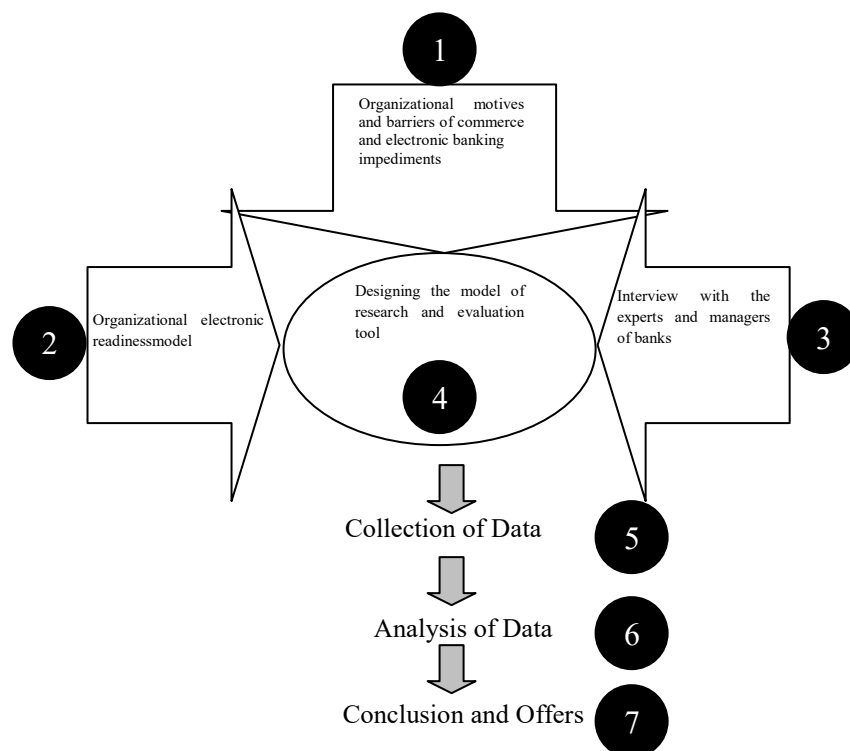 1
Organizational motives
and barriers of commerce
and electronic banking
impediments
2
Organizational electronic
readinessmodel
3
Interview with the
experts and managers
of banks
Designing the model of
research and evaluation
tool
4
Collection of Data
5
Analysis of Data
6
Conclusion and Offers
7